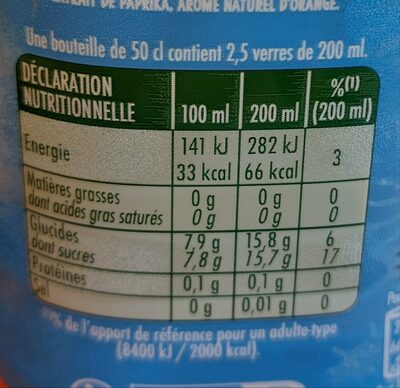 EXTRAIT DE PAPRIKA, ARÔME NATUREL D'ORANGE.
Une bouteille de 50 cl contient 2,5 verres de 200 ml.
DÉCLARATION NUTRITIONNELLE 100 ml 200 ml %(1) (200 ml)
Energie 141 kJ 282 kJ 3
33 kcal 66 kcal
Matières grasses 0 g 0 g 0
dont acides gras saturés 0 g 0 g 0
Glucides 7,9 g 15,8 g 6
dont sucres 7,8 g 15,7 g 17
Protéines 0,1 g 0,1 g 0
Sel 0 g 0,01 g 0
de l'apport de référence pour un adulte-type
(8400 kJ / 2000 kcal).